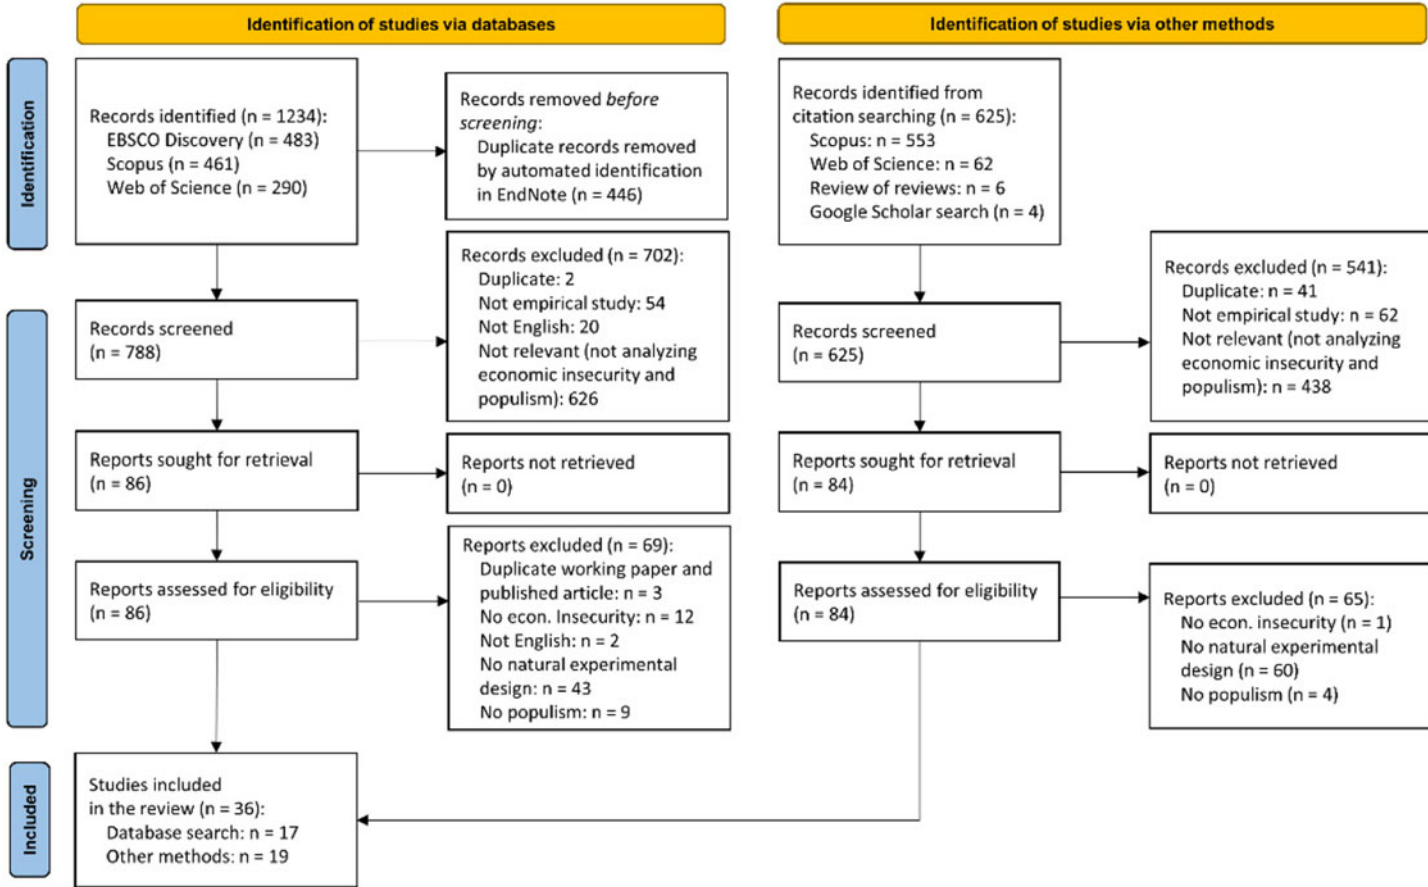 Identification of studies via databases
Identification of studies via other methods
Identification
Records identified (n = 1234):
EBSCO Discovery (n = 483)
Scopus (n = 461)
Web of Science (n = 290)
Records removed before
screening:
Duplicate records removed
by automated identification
in EndNote (n = 446)
Records identified from
citation searching (n = 625):
Scopus: n = 553
Web of Science: n = 62
Review of reviews: n = 6
Google Scholar search (n = 4)
Screening
Records screened
(n = 788)
Records excluded (n = 702):
Duplicate: 2
Not empirical study: 54
Not English: 20
Not relevant (not analyzing
economic insecurity and
populism): 626
Records screened
(n = 625)
Records excluded (n = 541):
Duplicate: n = 41
Not empirical study: n = 62
Not relevant (not analyzing
economic insecurity and
populism): n = 438
Reports sought for retrieval
(n = 86)
Reports not retrieved
(n = 0)
Reports sought for retrieval
(n = 84)
Reports not retrieved
(n = 0)
Reports assessed for eligibility
(n = 86)
Reports excluded (n = 69):
Duplicate working paper and
published article: n = 3
No econ. Insecurity: n = 12
Not English: n = 2
No natural experimental
design: n = 43
No populism: n = 9
Reports assessed for eligibility
(n = 84)
Reports excluded (n = 65):
No econ. insecurity (n = 1)
No natural experimental
design (n = 60)
No populism (n = 4)
Included
Studies included
in the review (n = 36):
Database search: n = 17
Other methods: n = 19